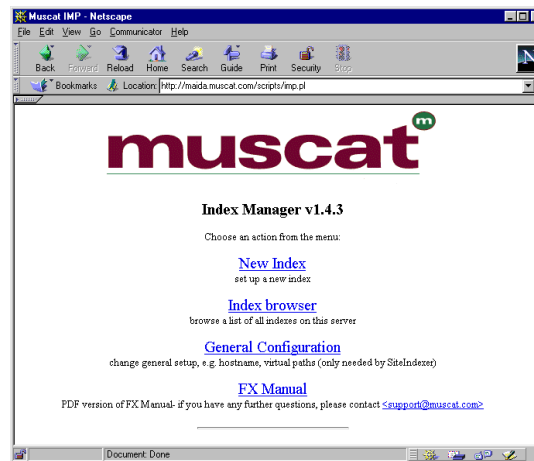 Muscat IMP - Netscape
File Edit View Go Communicator Help
Back Forward Reload Home Search Guide Print Security Stop
Bookmarks Location: http://maida.muscat.com/scripts/imp.pl
muscat m
Index Manager v1.4.3
Choose an action from the menu:
New Index
set up a new index
Index browser
browse a list of all indexes on this server
General Configuration
change general setup, e.g. hostname, virtual paths (only needed by SiteIndexer)
FX Manual
PDF version of FX Manual- if you have any further questions, please contact <support@muscat.com>
Document: Done